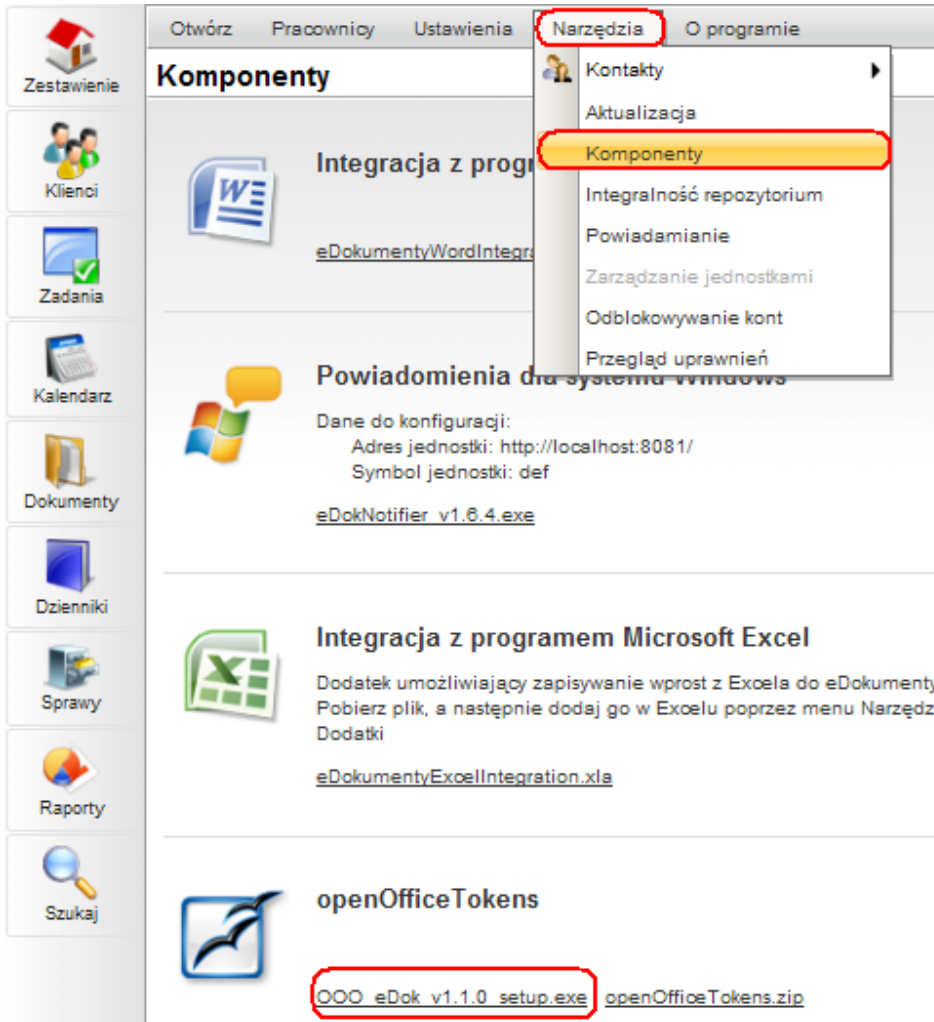 Otwórz Pracownicy Ustawienia Narzędzia O programie
Zestawienie
Klienci
Zadania
Kalendarz
Dokumenty
Dzienniki
Sprawy
Raporty
Szukaj
Komponenty
Kontakty
Aktualizacja
Komponenty
Integralność repozytorium
Powiadamianie
Zarządzanie jednostkami
Odblokowywanie kont
Przegląd uprawnień
Integracja z progr
eDokumentyWordIntegra
Powiadomienia dla systemu Windows
Dane do konfiguracji:
Adres jednostki: http://localhost:8081/
Symbol jednostki: def
eDokNotifier_v1.6.4.exe
Integracja z programem Microsoft Excel
Dodatek umożliwiający zapisywanie wprost z Excela do eDokumenty
Pobierz plik, a następnie dodaj go w Excelu poprzez menu Narzędz
Dodatki
eDokumentyExcelIntegration.xla
openOfficeTokens
OOO_eDok_v1.1.0_setup.exe openOfficeTokens.zip